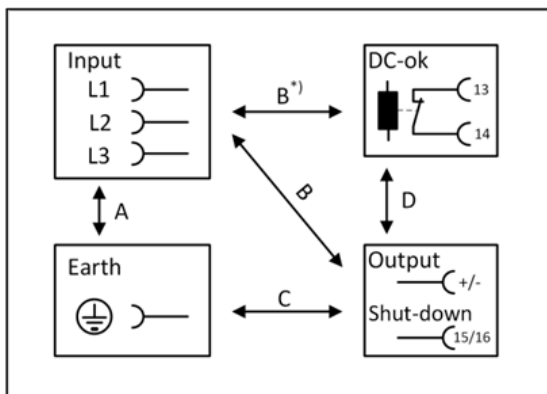 Input
L1
L2
L3
DC-ok
13
14
B*)
A
B
D
Earth
C
Output
+/-
Shut-down
15/16